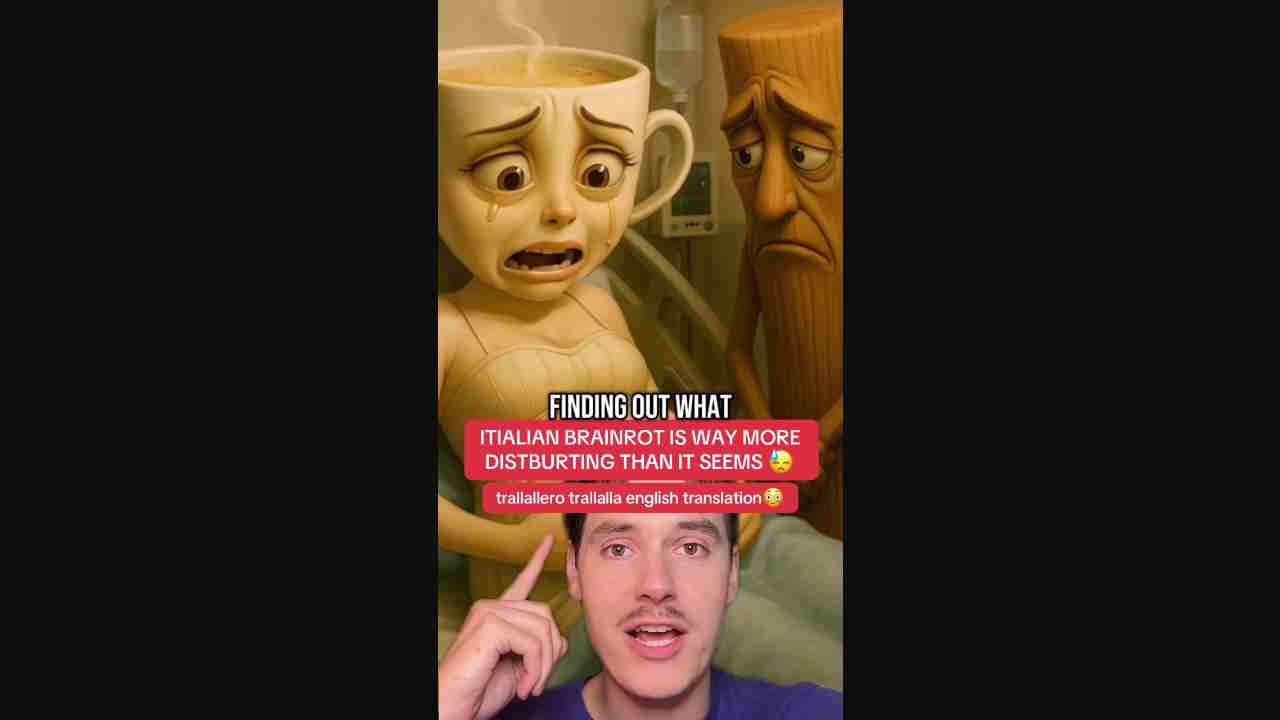 FINDING OUT WHAT
ITIALIAN BRAINROT IS WAY MORE
DISTBURTING THAN IT SEEMS 😓
trallallero trallalla english translation😳